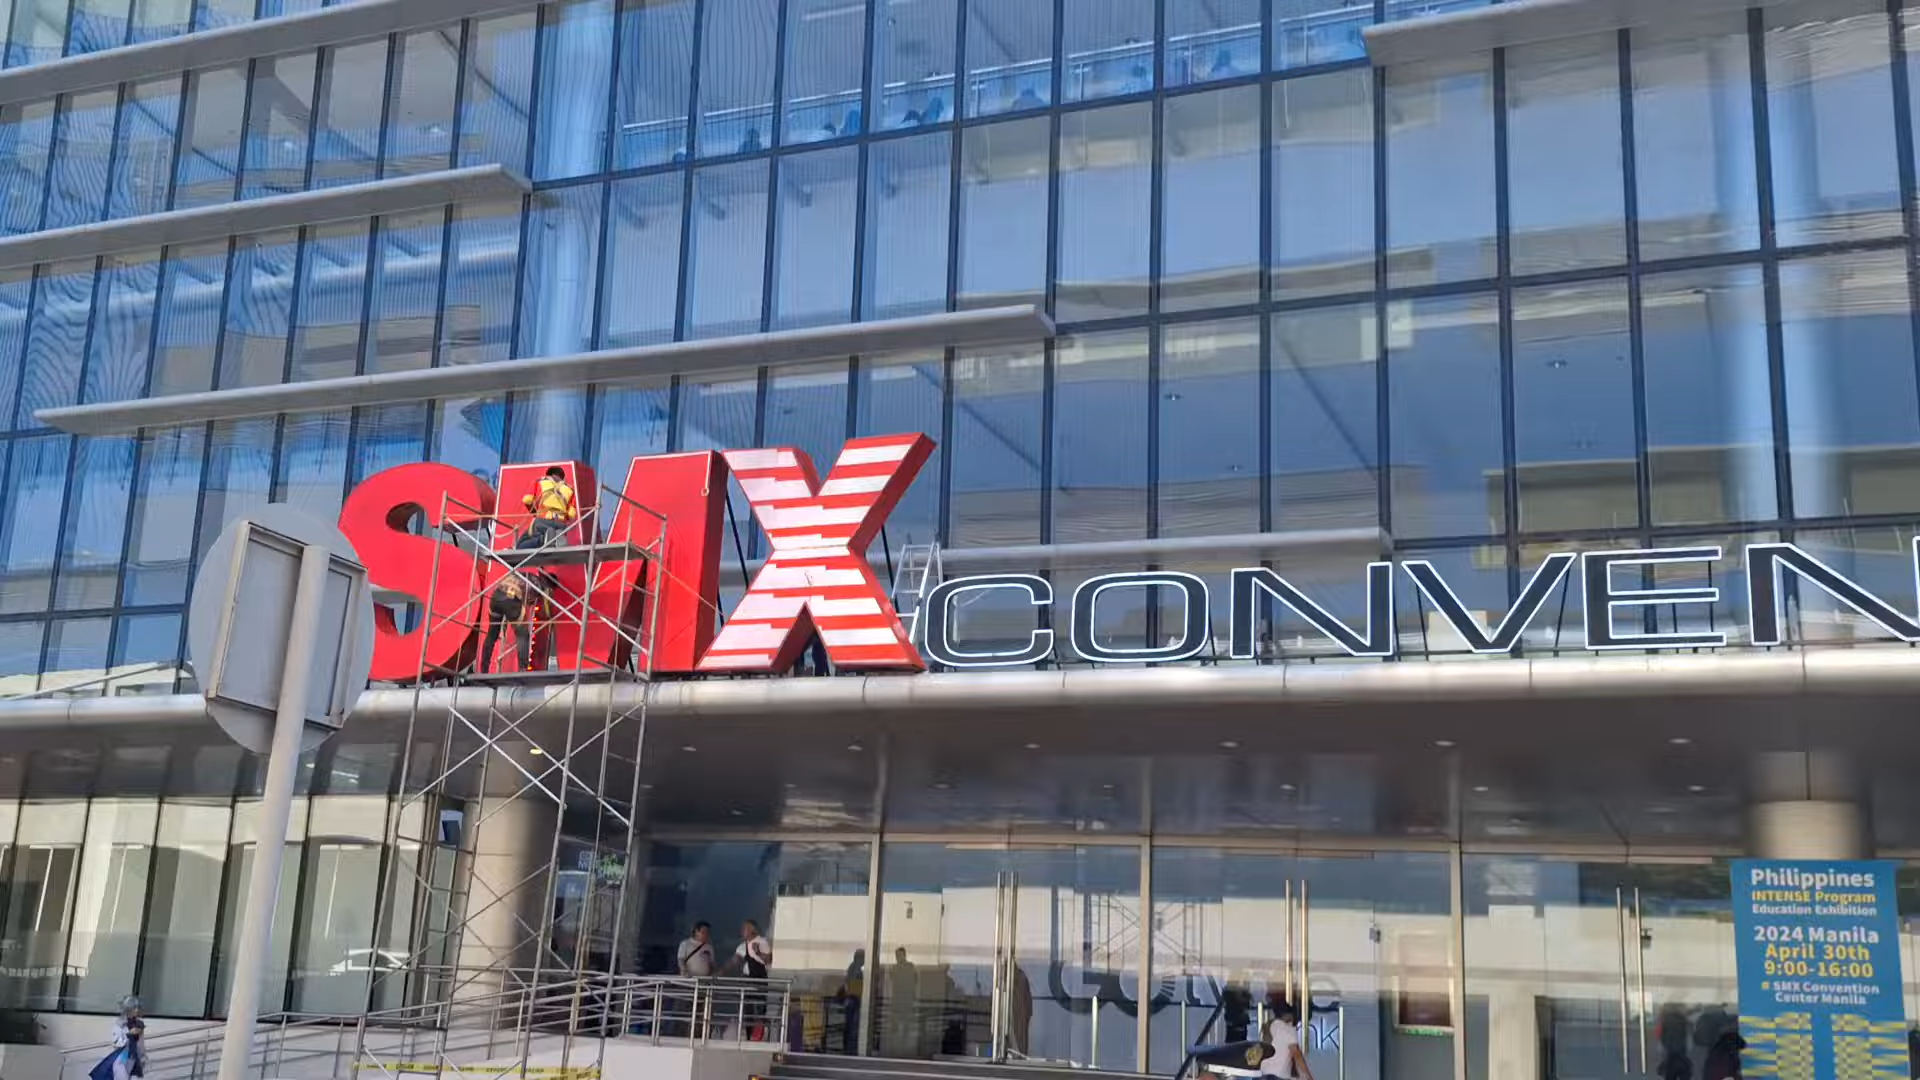 SMX CONVEN
Philippines
INTENSE Program
Education Exhibition
2024 Manila
April 30th
9:00-16:00
SMX Convention
Center Manila